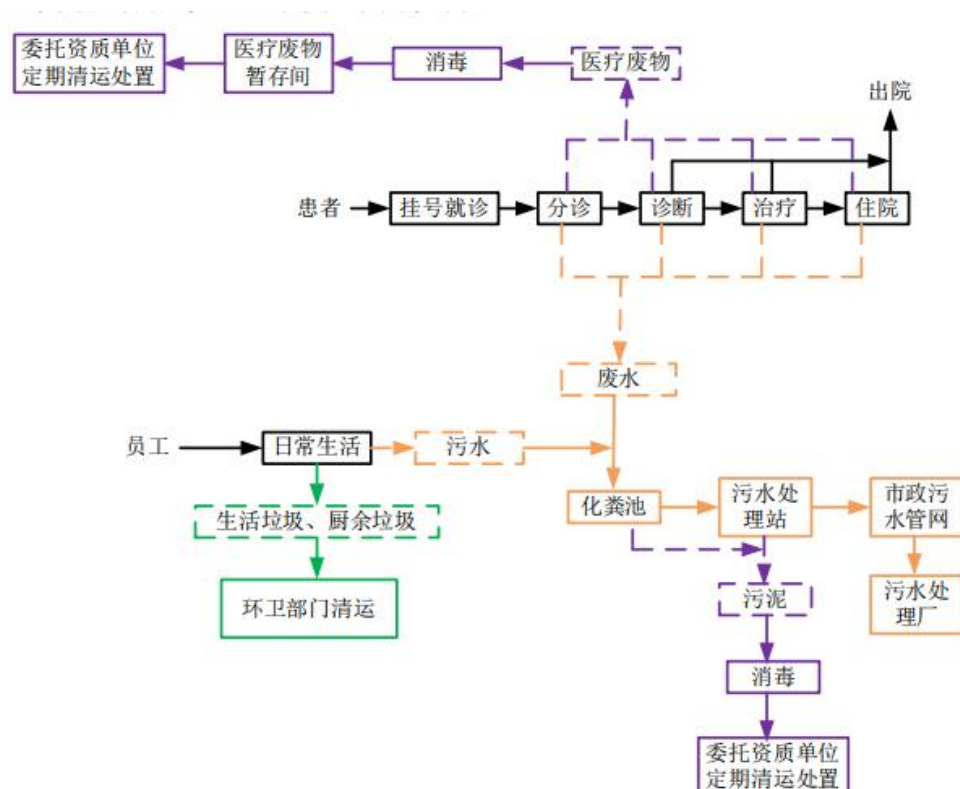 委托资质单位
定期清运处置
医疗废物
暂存间
消毒
医疗废物
出院
患者
挂号就诊
分诊
诊断
治疗
住院
废水
员工
日常生活
污水
生活垃圾、厨余垃圾
环卫部门清运
化粪池
污水处
理站
市政污
水管网
污水处
理厂
污泥
消毒
委托资质单位
定期清运处置